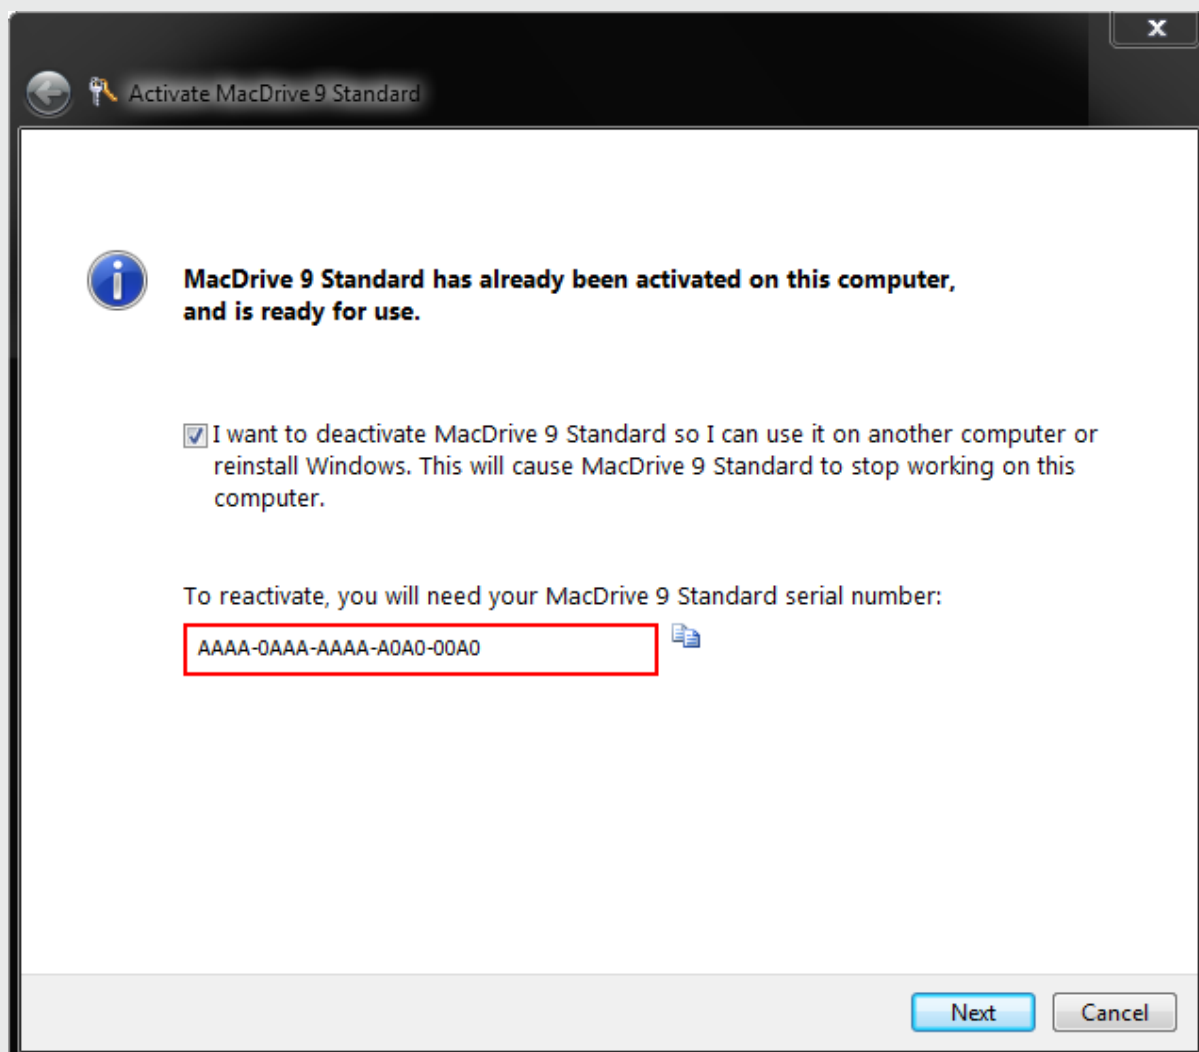 Activate MacDrive 9 Standard
MacDrive 9 Standard has already been activated on this computer,
and is ready for use.
I want to deactivate MacDrive 9 Standard so I can use it on another computer or
reinstall Windows. This will cause MacDrive 9 Standard to stop working on this
computer.
To reactivate, you will need your MacDrive 9 Standard serial number:
AAAA-0AAA-AAAA-A0A0-00A0
Next
Cancel